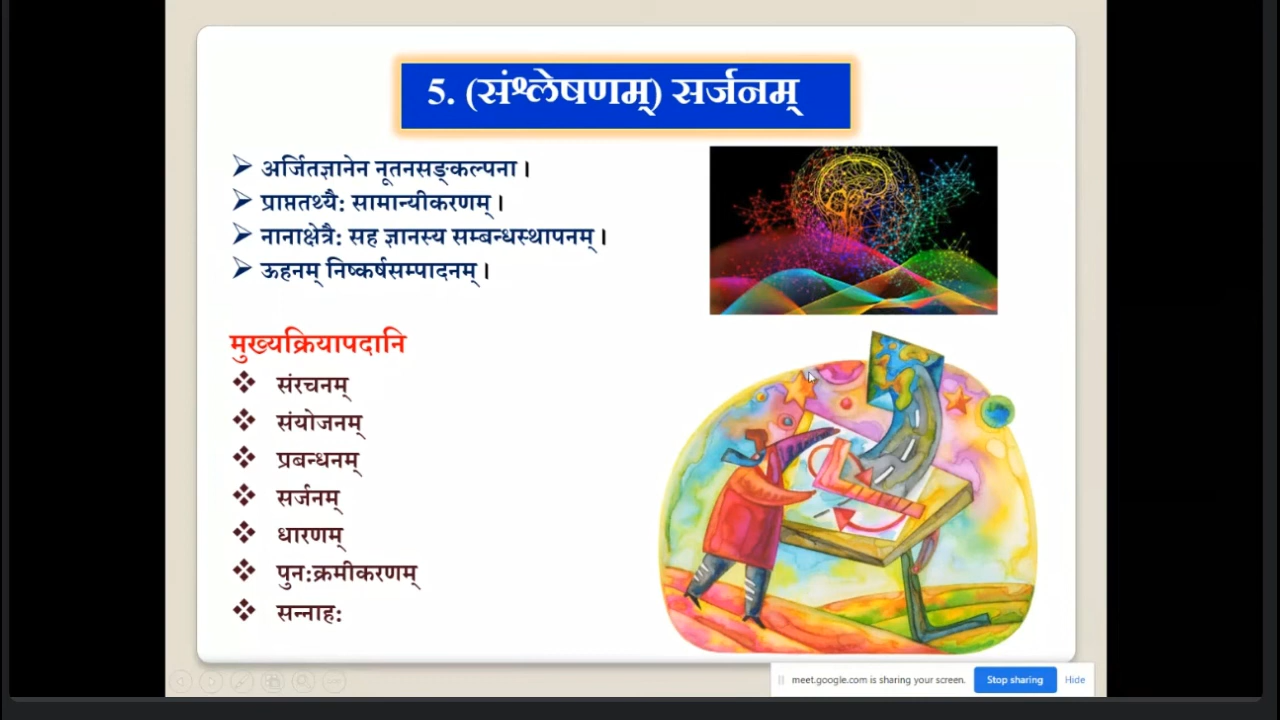 5. (संश्लेषणम्) सर्जनम्
अर्जितज्ञानेन नूतनसङ्कल्पना ।
प्राप्ततथ्यै: सामान्यीकरणम् ।
नानाक्षेत्रै: सह ज्ञानस्य सम्बन्धस्थापनम् ।
ऊहनम् निष्कर्षसम्पादनम् ।
मुख्यक्रियापदानि
संरचनम्
संयोजनम्
प्रबन्धनम्
सर्जनम्
धारणम्
पुन:क्रमीकरणम्
सन्नाह:
meet.google.com is sharing your screen. Stop sharing Hide